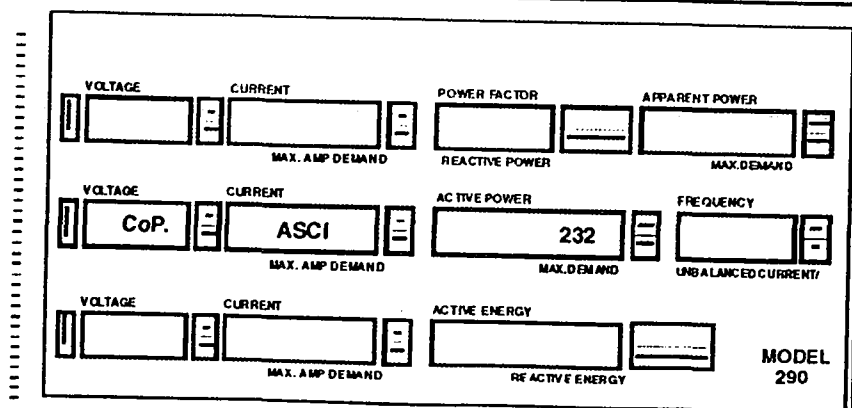 VOLTAGE CURRENT POWER FACTOR APPARENT POWER
MAX. AMP DEMAND REACTIVE POWER MAX.DEMAND
VOLTAGE CURRENT ACTIVE POWER FREQUENCY
CoP. ASCI 232
MAX. AMP DEMAND MAX.DEMAND UNBALANCED CURRENT/
VOLTAGE CURRENT ACTIVE ENERGY
MAX. AMP DEMAND REACTIVE ENERGY
MODEL
290